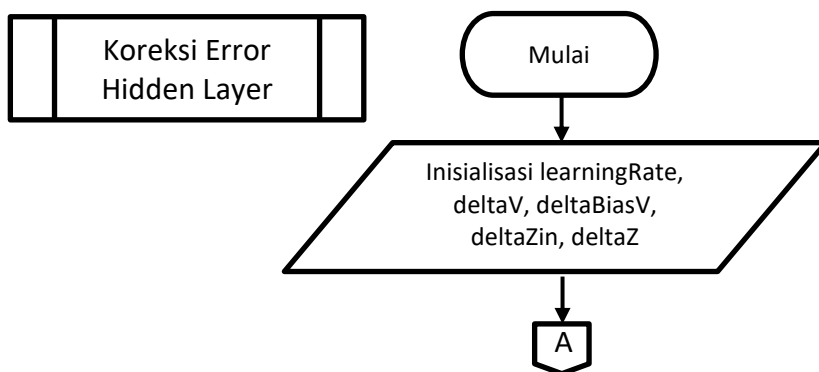 Koreksi Error
Hidden Layer
Mulai
Inisialisasi learningRate,
deltaV, deltaBiasV,
deltaZin, deltaZ
A